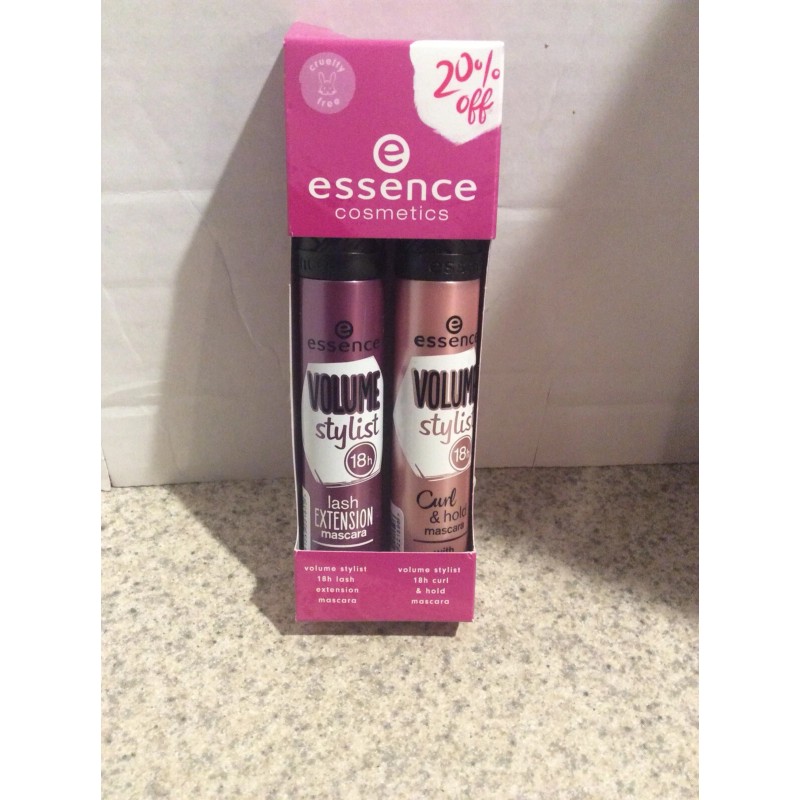 cruelty
free
20%
off
e
essence
cosmetics
e
essence
VOLUME
stylist
18h
lash
EXTENSION
mascara
e
essence
VOLUM
stylist
18h
Curl
& hold
mascara
with
volume stylist
18h lash
extension
mascara
volume stylist
18h curl
& hold
mascara